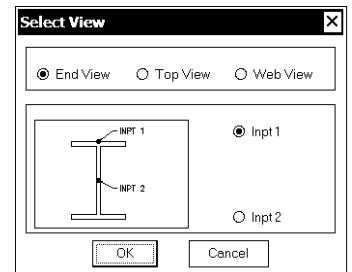 Select View
End View Top View Web View
INPT 1
Inpt 1
INPT 2
Inpt 2
OK Cancel